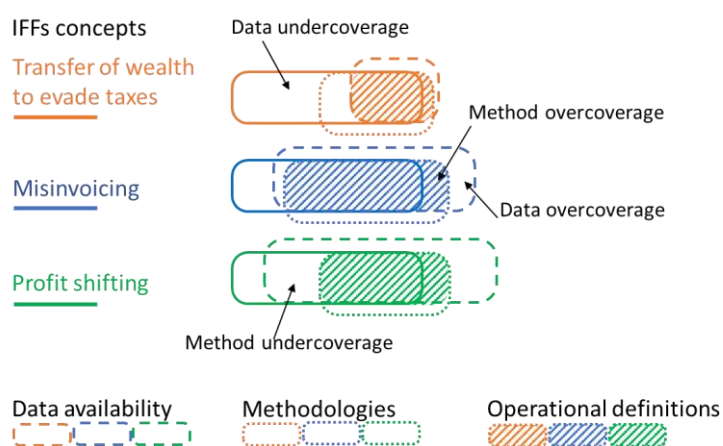 IFFs concepts
Data undercoverage
Transfer of wealth
to evade taxes
Method overcoverage
Misinvoicing
Data overcoverage
Profit shifting
Method undercoverage
Data availability
Methodologies
Operational definitions